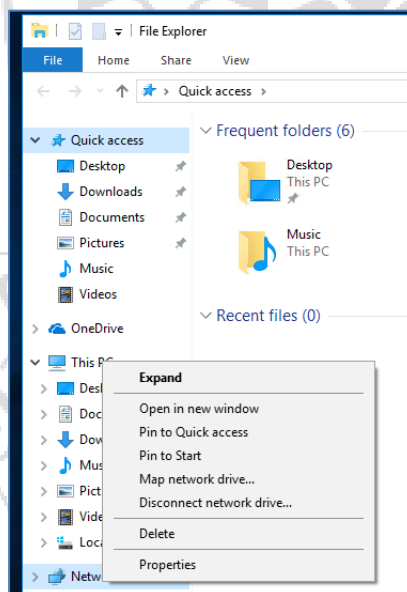 File Explorer
File Home Share View
Quick access
Quick access
Desktop
Downloads
Documents
Pictures
Music
Videos
OneDrive
This
Frequent folders (6)
Desktop
This PC
Music
This PC
Recent files (0)
Expand
Open in new window
Pin to Quick access
Pin to Start
Map network drive...
Disconnect network drive...
Delete
Properties